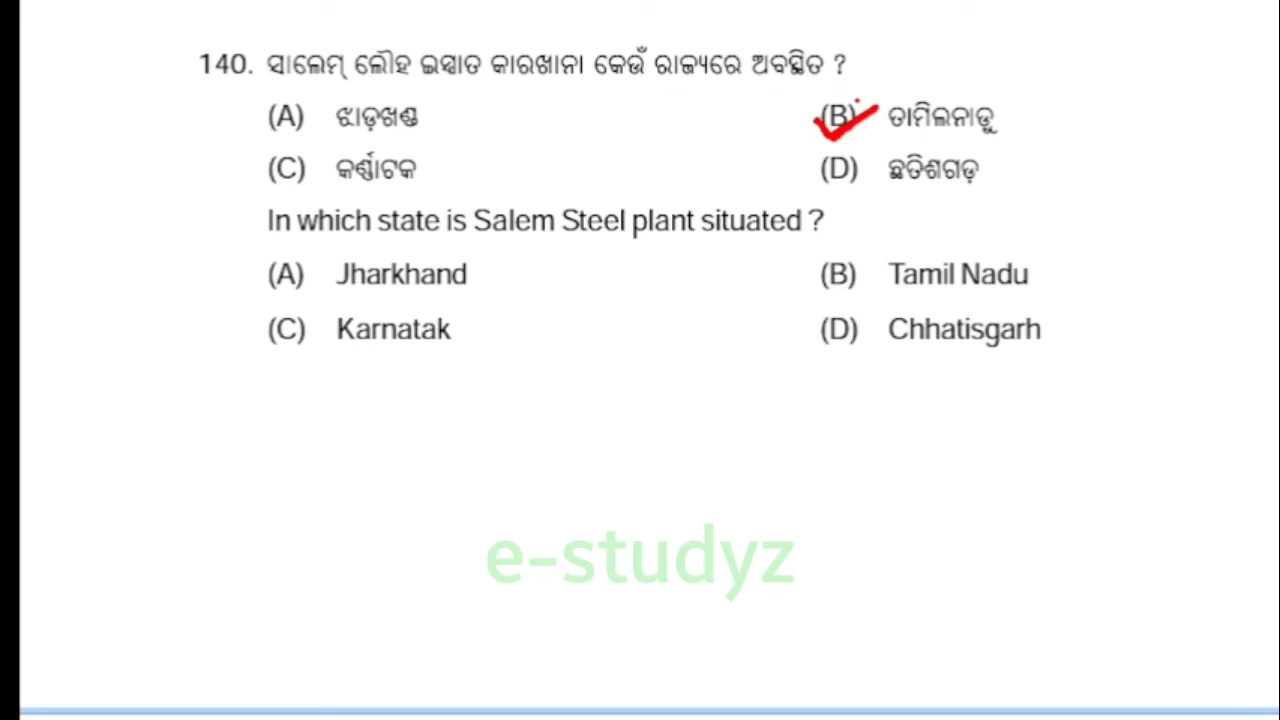 140. ସାଲେମ୍ ଲୌହ ଇସ୍ପାତ କାରଖାନା କେଉଁ ରାଜ୍ୟରେ ଅବସ୍ଥିତ ?
(A) ଝାଡ଼ଖଣ୍ଡ (B) ତାମିଲନାଡୁ
(C) କର୍ଣ୍ଣାଟକ (D) ଛତିଶଗଡ଼
In which state is Salem Steel plant situated ?
(A) Jharkhand (B) Tamil Nadu
(C) Karnatak (D) Chhatisgarh
e-studyz